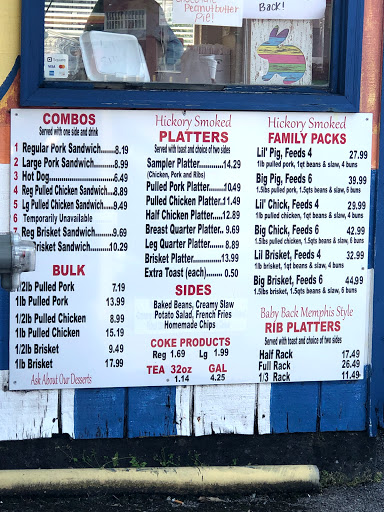 Chocolate
Peanutbutter
Pie!
Back!
VISA
COMBOS
Served with one side and drink
1 Regular Pork Sandwich.......8.19
2 Large Pork Sandwich..........8.99
3 Hot Dog..........................6.49
4 Reg Pulled Chicken Sandwich...8.89
5 Lg Pulled Chicken Sandwich...9.49
6 Temporarily Unavailable
7 Reg Brisket Sandwich.........9.69
Brisket Sandwich...........10.29
BULK
1/2lb Pulled Pork 7.19
1lb Pulled Pork 13.99
1/2lb Pulled Chicken 8.99
1lb Pulled Chicken 15.19
1/2lb Brisket 9.49
1lb Brisket 17.99
Ask About Our Desserts
Hickory Smoked
PLATTERS
Served with toast and choice of two sides
Sampler Platter............14.29
(Chicken, Pork and Ribs)
Pulled Pork Platter........10.49
Pulled Chicken Platter.11.49
Half Chicken Platter.....12.89
Breast Quarter Platter.. 9.69
Leg Quarter Platter....... 8.89
Brisket Platter..............13.99
Extra Toast (each)......... 0.50
SIDES
Baked Beans, Creamy Slaw
Potato Salad, French Fries
Homemade Chips
COKE PRODUCTS
Reg 1.69 Lg 1.99
TEA 32oz GAL
1.14 4.25
Hickory Smoked
FAMILY PACKS
Lil' Pig, Feeds 4 27.99
1lb pulled pork, 1qt beans & slaw, 4 buns
Big Pig, Feeds 6 39.99
1.5lbs pulled pork, 1.5qts beans & slaw, 6 buns
Lil' Chick, Feeds 4 29.99
1lb pulled chicken, 1qt beans & slaw, 4 buns
Big Chick, Feeds 6 42.99
1.5lbs pulled chicken, 1.5qts beans & slaw, 6 buns
Lil Brisket, Feeds 4 32.99
1lb brisket, 1qt beans & slaw, 4 buns
Big Brisket, Feeds 6 44.99
1.5lbs brisket, 1.5qts beans & slaw, 6 buns
Baby Back Memphis Style
RIB PLATTERS
Served with toast and choice of two sides
Half Rack 17.49
Full Rack 26.49
1/3 Rack 11.49